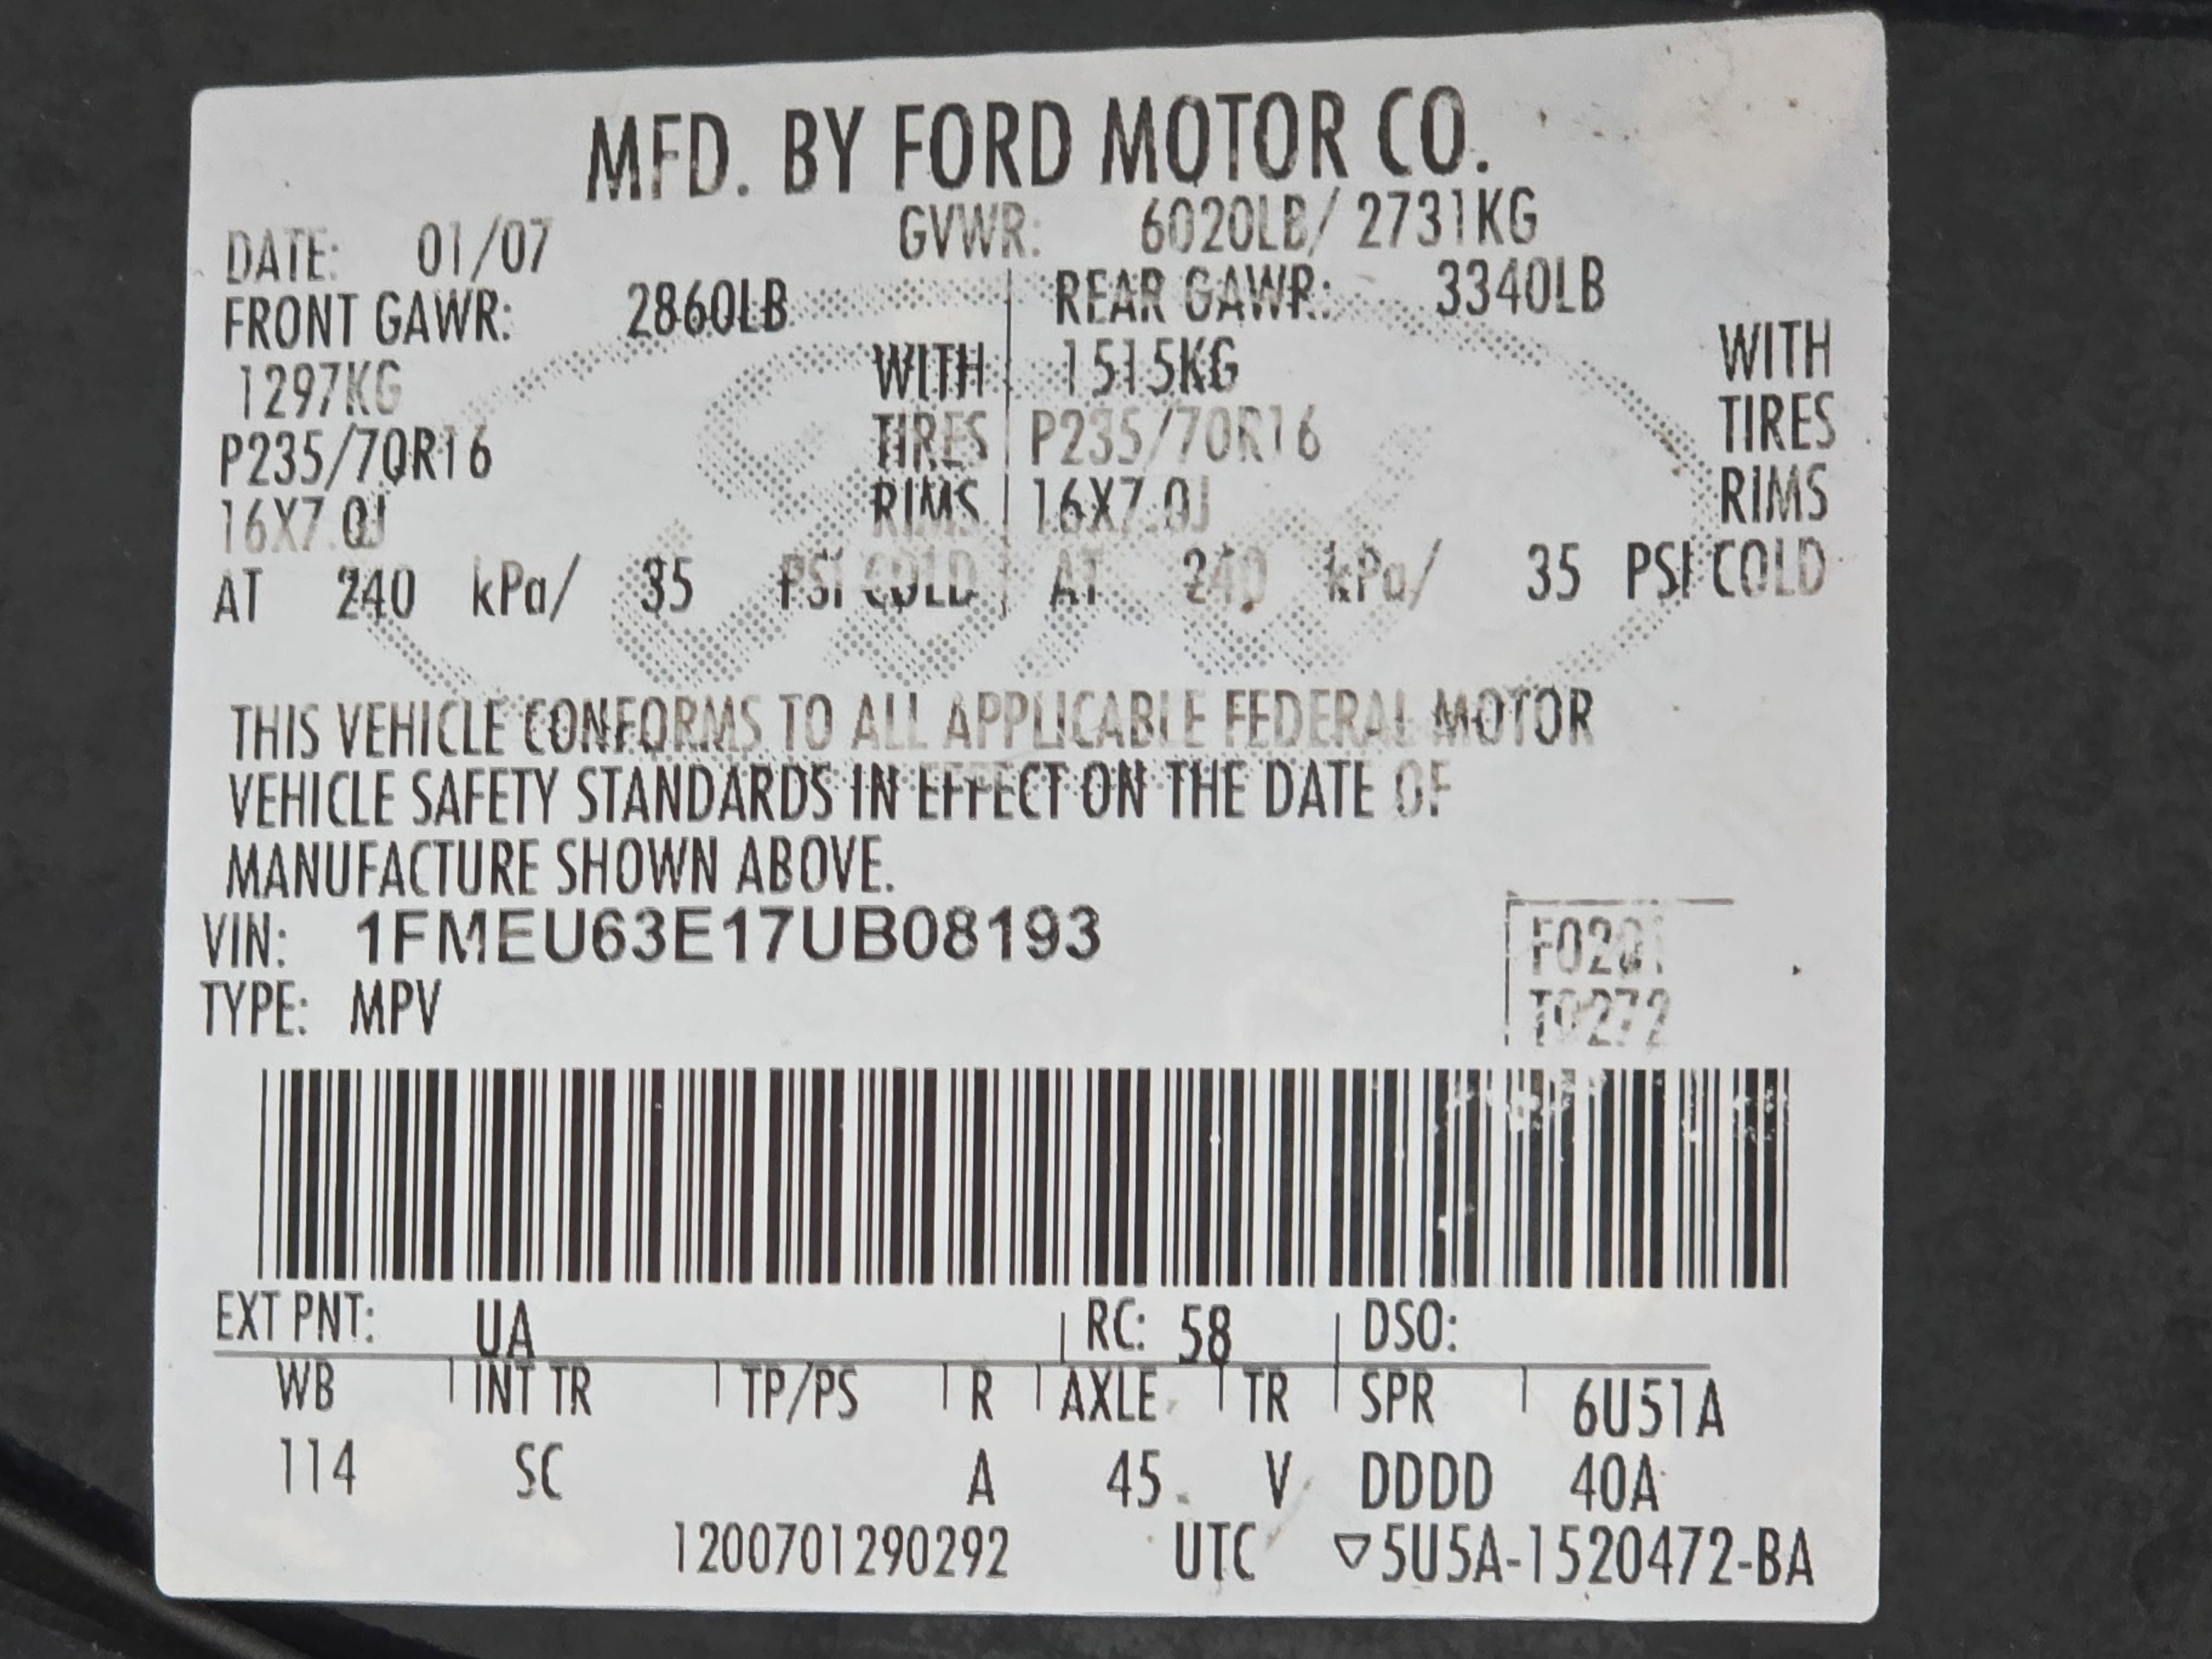 MFD. BY FORD MOTOR CO.
DATE: 01/07 GVWR: 6020LB/ 2731KG
FRONT GAWR: 2860LB REAR GAWR: 3340LB
1297KG WITH 1515KG WITH
P235/70R16 TIRES P235/70R16 TIRES
16X7.0J RIMS 16X7.0J RIMS
AT 240 kPa/ 35 PSI COLD AT 240 kPa/ 35 PSI COLD
THIS VEHICLE CONFORMS TO ALL APPLICABLE FEDERAL MOTOR
VEHICLE SAFETY STANDARDS IN EFFECT ON THE DATE OF
MANUFACTURE SHOWN ABOVE.
VIN: 1FMEU63E17UB08193
F0201
TYPE: MPV
T0272
EXT PNT: UA RC: 58 DSO:
WB INT TR TP/PS R AXLE TR SPR 6U51A
114 SC A 45 V DDDD 40A
1200701290292 UTC ▽5U5A-1520472-BA